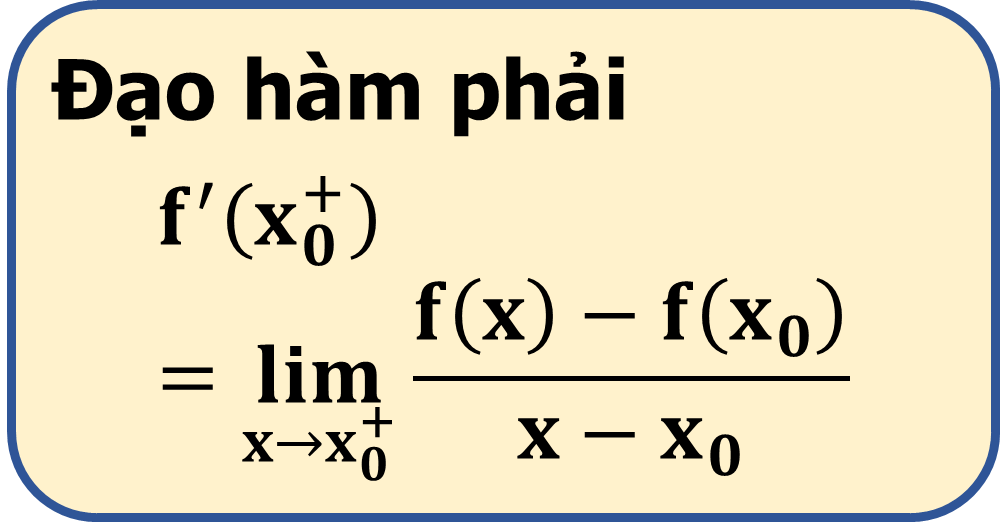 Đạo hàm phải
f′(x₀⁺)
= lim_{x→x₀⁺} (f(x) − f(x₀)) / (x − x₀)